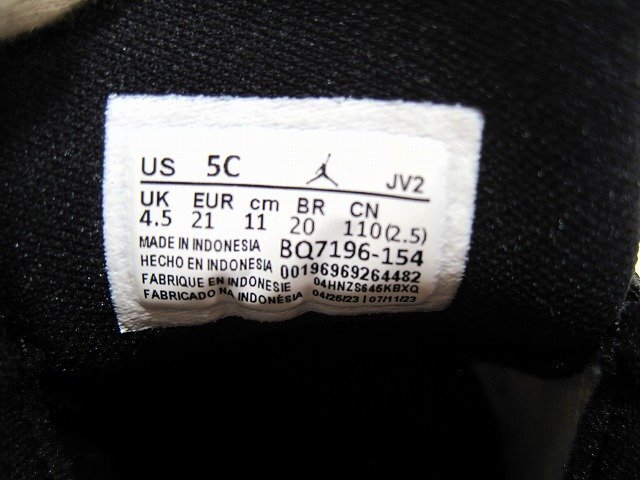 US 5C JV2
UK EUR cm BR CN
4.5 21 11 20 110(2.5)
MADE IN INDONESIA BQ7196-154
HECHO EN INDONESIA 00196969264482
FABRIQUE EN INDONESIE 04HNZS645KBXQ
FABRICADO NA INDONÉSIA 04/25/23 | 07/11/23